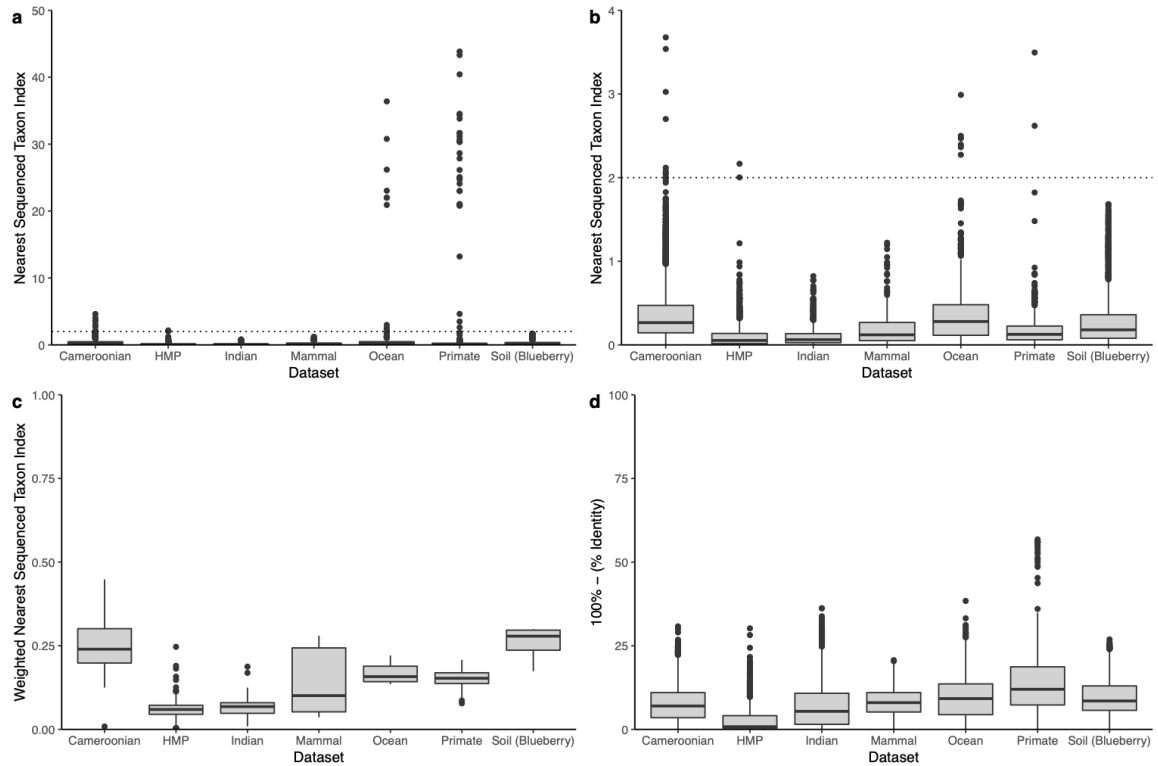 a
Nearest Sequenced Taxon Index
50
40
30
20
10
0
Cameroonian HMP Indian Mammal Ocean Primate Soil (Blueberry)
Dataset
b
Nearest Sequenced Taxon Index
4
3
2
1
0
Cameroonian HMP Indian Mammal Ocean Primate Soil (Blueberry)
Dataset
c
Weighted Nearest Sequenced Taxon Index
1.00
0.75
0.50
0.25
0.00
Cameroonian HMP Indian Mammal Ocean Primate Soil (Blueberry)
Dataset
d
100% − (% Identity)
100
75
50
25
0
Cameroonian HMP Indian Mammal Ocean Primate Soil (Blueberry)
Dataset